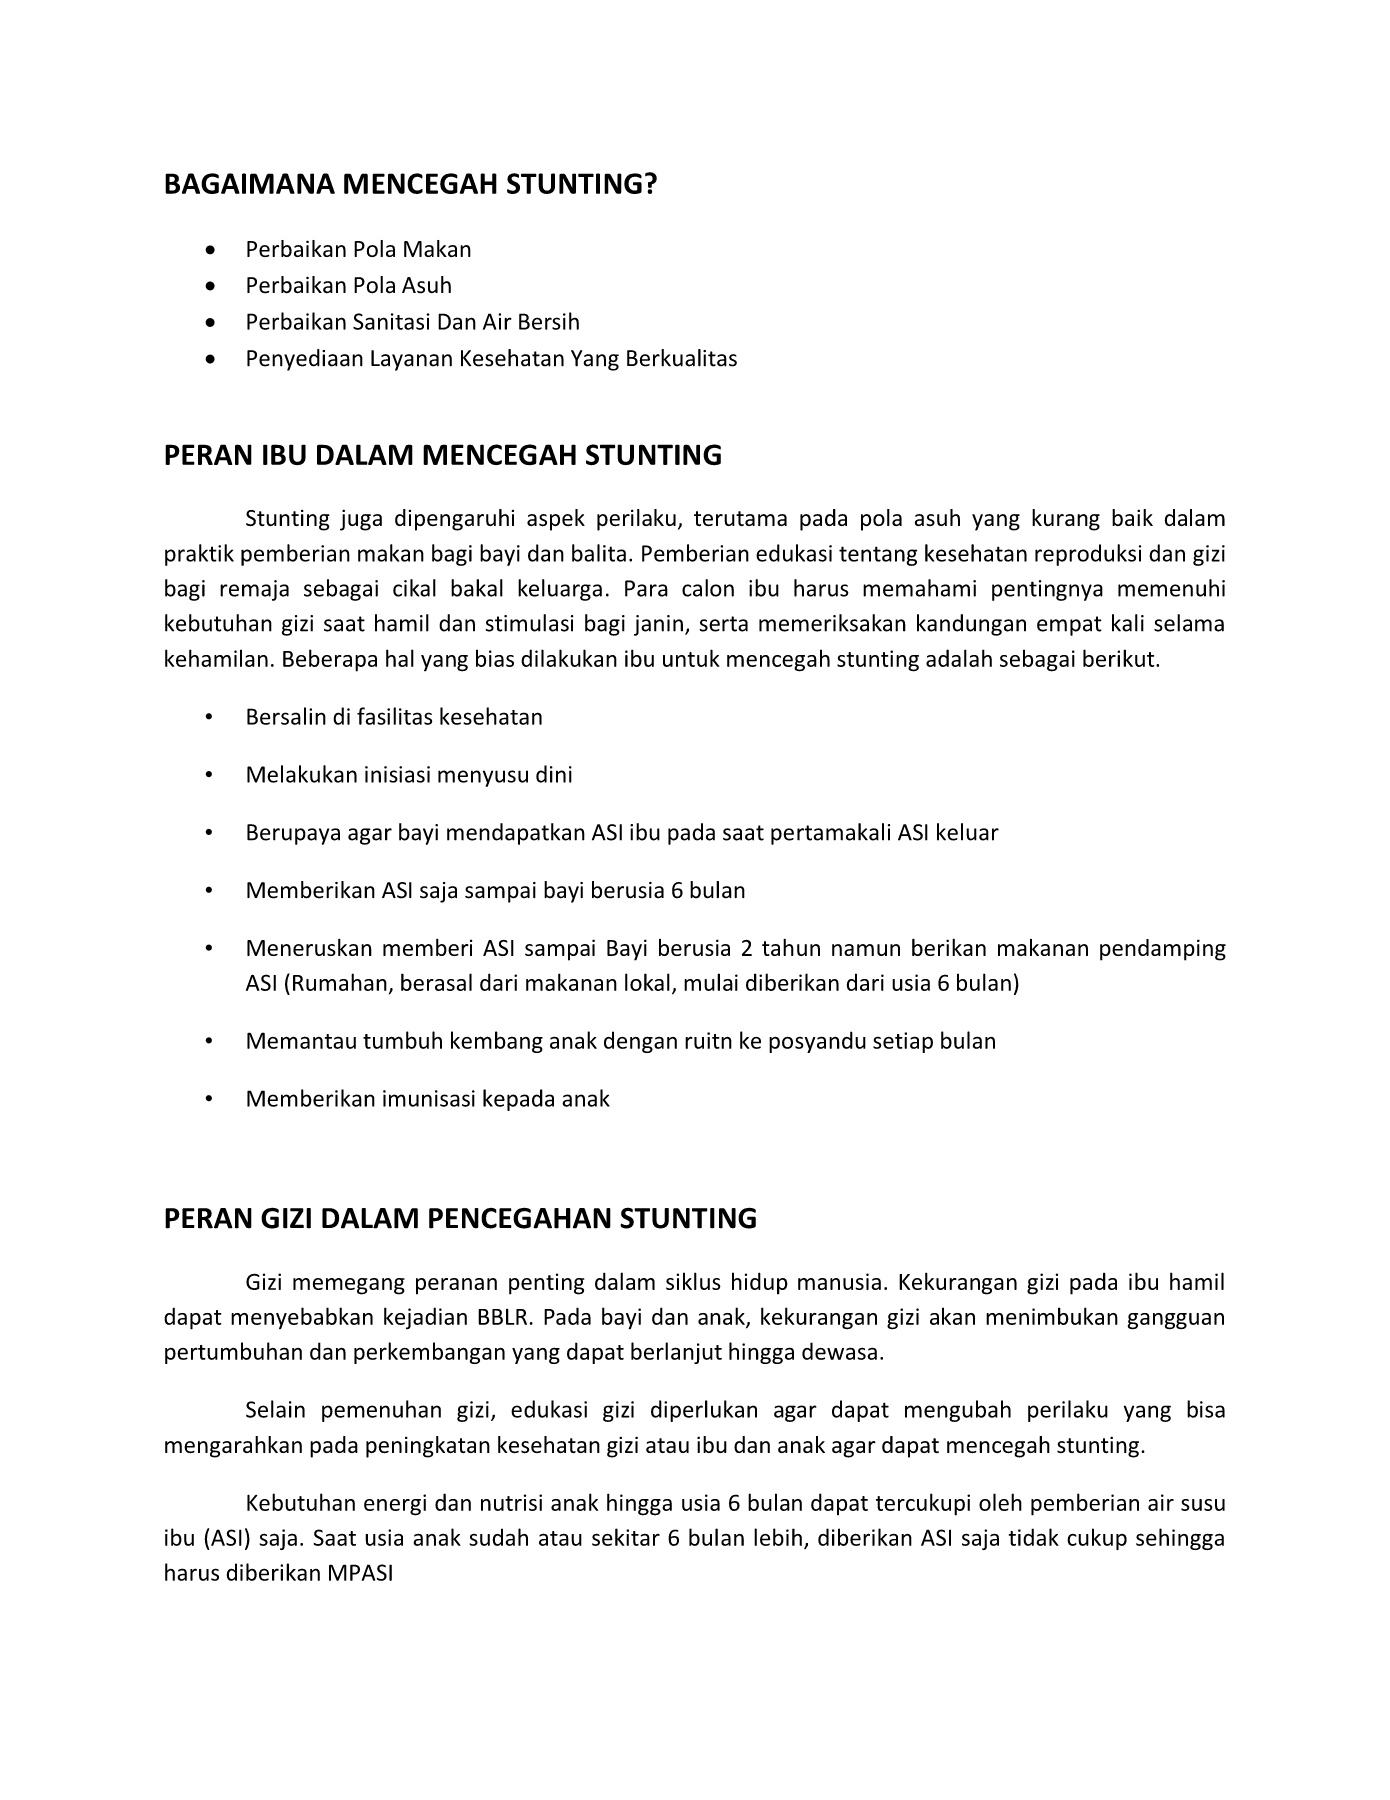 BAGAIMANA MENCEGAH STUNTING?
• Perbaikan Pola Makan
• Perbaikan Pola Asuh
• Perbaikan Sanitasi Dan Air Bersih
• Penyediaan Layanan Kesehatan Yang Berkualitas
PERAN IBU DALAM MENCEGAH STUNTING
Stunting juga dipengaruhi aspek perilaku, terutama pada pola asuh yang kurang baik dalam
praktik pemberian makan bagi bayi dan balita. Pemberian edukasi tentang kesehatan reproduksi dan gizi
bagi remaja sebagai cikal bakal keluarga. Para calon ibu harus memahami pentingnya memenuhi
kebutuhan gizi saat hamil dan stimulasi bagi janin, serta memeriksakan kandungan empat kali selama
kehamilan. Beberapa hal yang bias dilakukan ibu untuk mencegah stunting adalah sebagai berikut.
• Bersalin di fasilitas kesehatan
• Melakukan inisiasi menyusu dini
• Berupaya agar bayi mendapatkan ASI ibu pada saat pertamakali ASI keluar
• Memberikan ASI saja sampai bayi berusia 6 bulan
• Meneruskan memberi ASI sampai Bayi berusia 2 tahun namun berikan makanan pendamping
ASI (Rumahan, berasal dari makanan lokal, mulai diberikan dari usia 6 bulan)
• Memantau tumbuh kembang anak dengan ruitn ke posyandu setiap bulan
• Memberikan imunisasi kepada anak
PERAN GIZI DALAM PENCEGAHAN STUNTING
Gizi memegang peranan penting dalam siklus hidup manusia. Kekurangan gizi pada ibu hamil
dapat menyebabkan kejadian BBLR. Pada bayi dan anak, kekurangan gizi akan menimbukan gangguan
pertumbuhan dan perkembangan yang dapat berlanjut hingga dewasa.
Selain pemenuhan gizi, edukasi gizi diperlukan agar dapat mengubah perilaku yang bisa
mengarahkan pada peningkatan kesehatan gizi atau ibu dan anak agar dapat mencegah stunting.
Kebutuhan energi dan nutrisi anak hingga usia 6 bulan dapat tercukupi oleh pemberian air susu
ibu (ASI) saja. Saat usia anak sudah atau sekitar 6 bulan lebih, diberikan ASI saja tidak cukup sehingga
harus diberikan MPASI